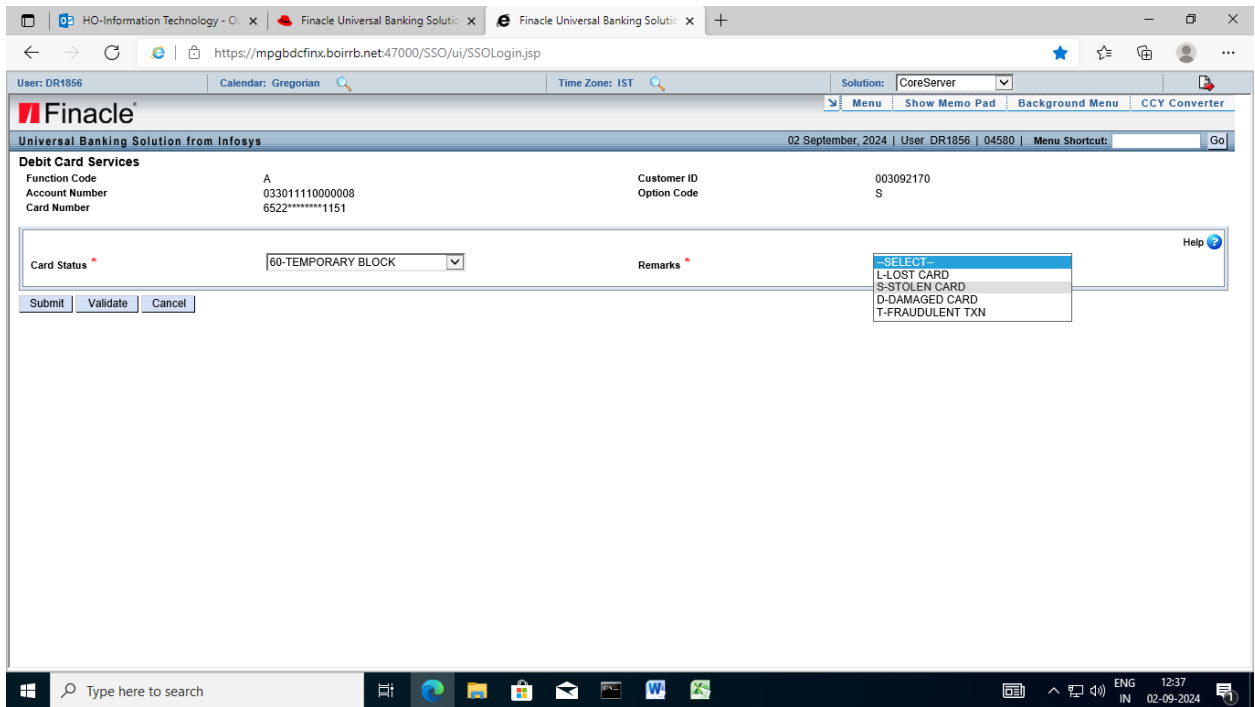 HO-Information Technology - Ou
Finacle Universal Banking Solutio
Finacle Universal Banking Solutio
https://mpgbdcfinx.boirrb.net:47000/SSO/ui/SSOLogin.jsp
User: DR1856 Calendar: Gregorian Time Zone: IST Solution: CoreServer
Finacle
Menu Show Memo Pad Background Menu CCY Converter
Universal Banking Solution from Infosys 02 September, 2024 | User DR1856 | 04580 | Menu Shortcut: Go
Debit Card Services
Function Code A Customer ID 003092170
Account Number 033011110000008 Option Code S
Card Number 6522********1151
Help ?
Card Status * 60-TEMPORARY BLOCK Remarks * --SELECT--
L-LOST CARD
S-STOLEN CARD
D-DAMAGED CARD
T-FRAUDULENT TXN
Submit Validate Cancel
Type here to search
ENG 12:37
IN 02-09-2024
1